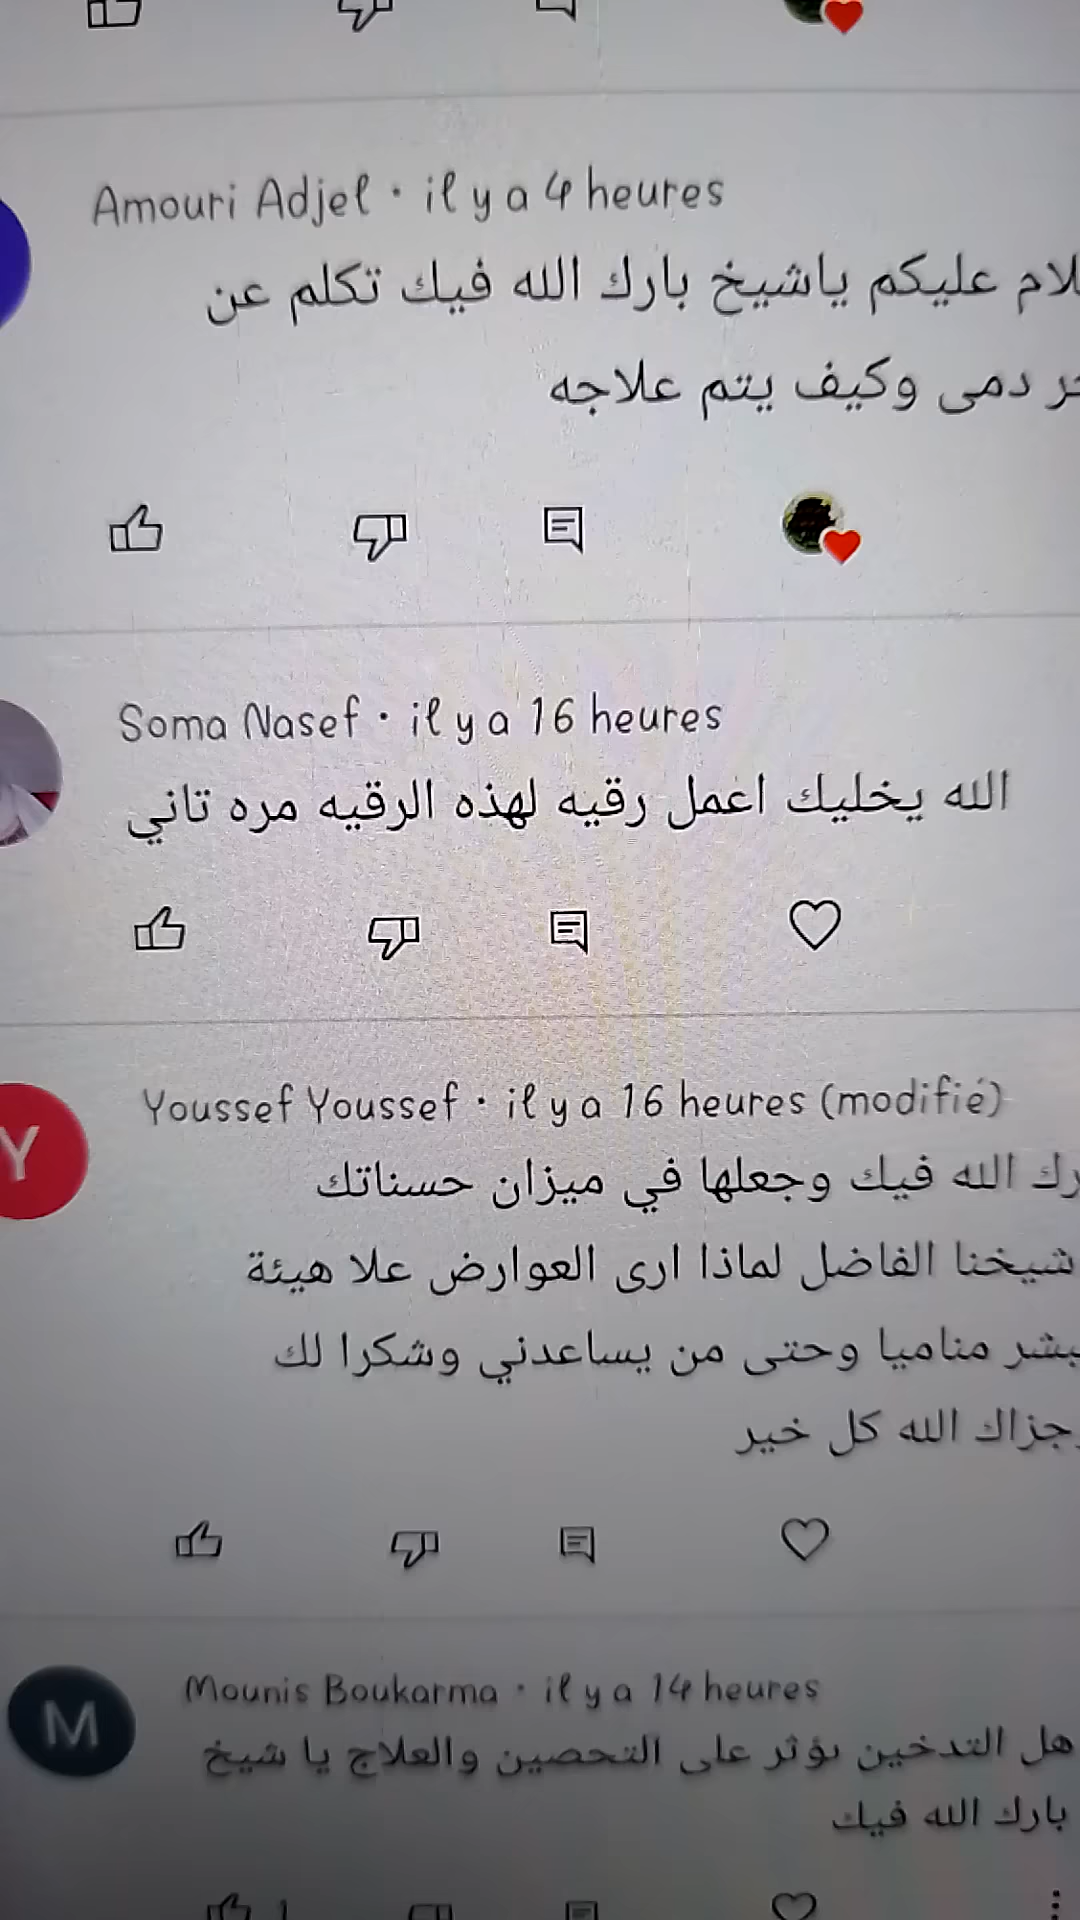 Amouri Adjel · il y a 4 heures
عليكم ياشيخ بارك الله فيك تكلم عن
دمى وكيف يتم علاجه
Soma Nasef · il y a 16 heures
الله يخليك اعمل رقيه لهذه الرقيه مره تاني
Y
Youssef Youssef · il y a 16 heures (modifié)
الله فيك وجعلها في ميزان حسناتك
شيخنا الفاضل لماذا ارى العوارض علا هيئة
مناميا وحتى من يساعدني وشكرا لك
جزاك الله كل خير
M
Mounis Boukarma · il y a 14 heures
هل التدخين يؤثر على التحصين والعلاج يا شيخ
بارك الله فيك
1